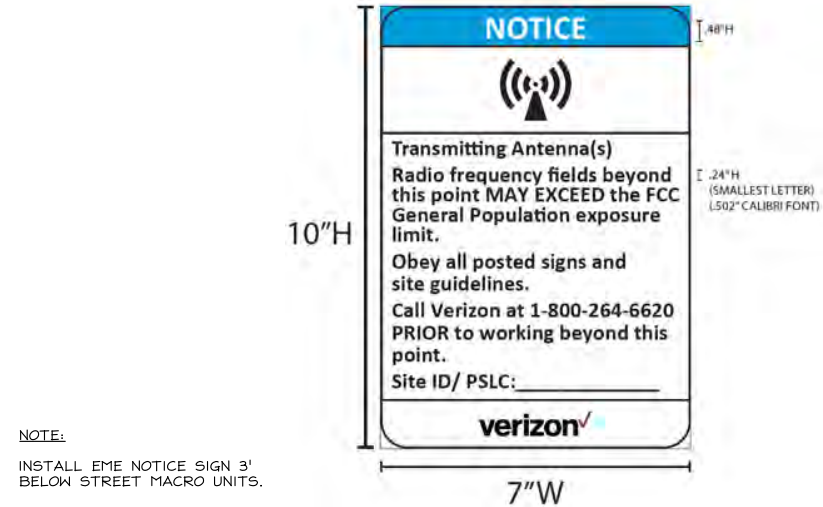 NOTICE
.48"H
Transmitting Antenna(s)
Radio frequency fields beyond
this point MAY EXCEED the FCC
General Population exposure
limit.
.24"H
(SMALLEST LETTER)
(.502" CALIBRI FONT)
10"H
Obey all posted signs and
site guidelines.
Call Verizon at 1-800-264-6620
PRIOR to working beyond this
point.
Site ID/ PSLC:_______________
verizon✓
7"W
NOTE:
INSTALL EME NOTICE SIGN 3'
BELOW STREET MACRO UNITS.